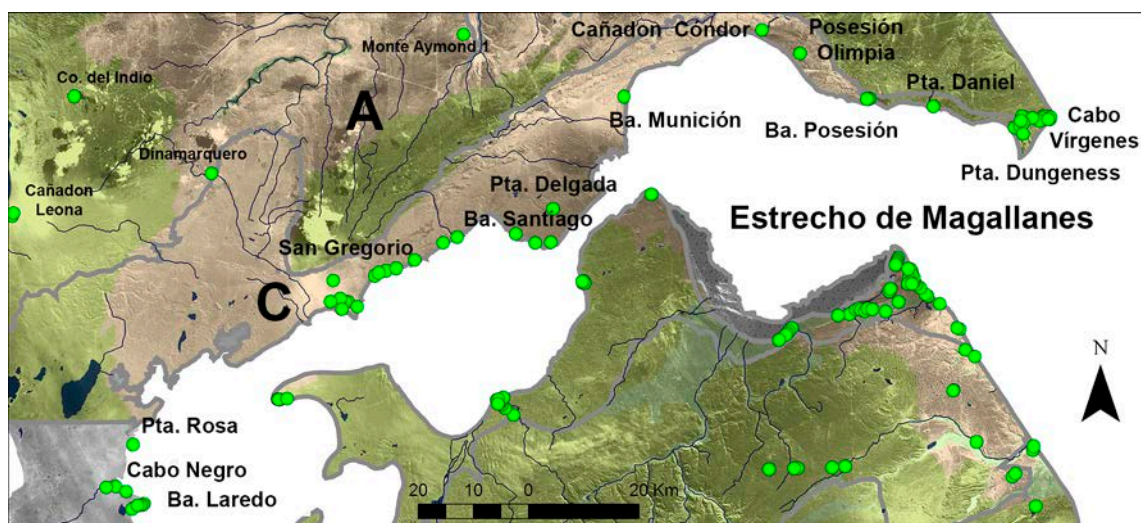 Cañadon Cóndor
Posesión
Olimpia
Monte Aymond 1
Co. del Indio
Pta. Daniel
A
Ba. Munición
Ba. Posesión
Cabo
Vírgenes
Dinamarquero
Pta. Dungeness
Cañadon
Leona
Pta. Delgada
Ba. Santiago
Estrecho de Magallanes
San Gregorio
C
N
Pta. Rosa
Cabo Negro
Ba. Laredo
20 10 0 20 Km